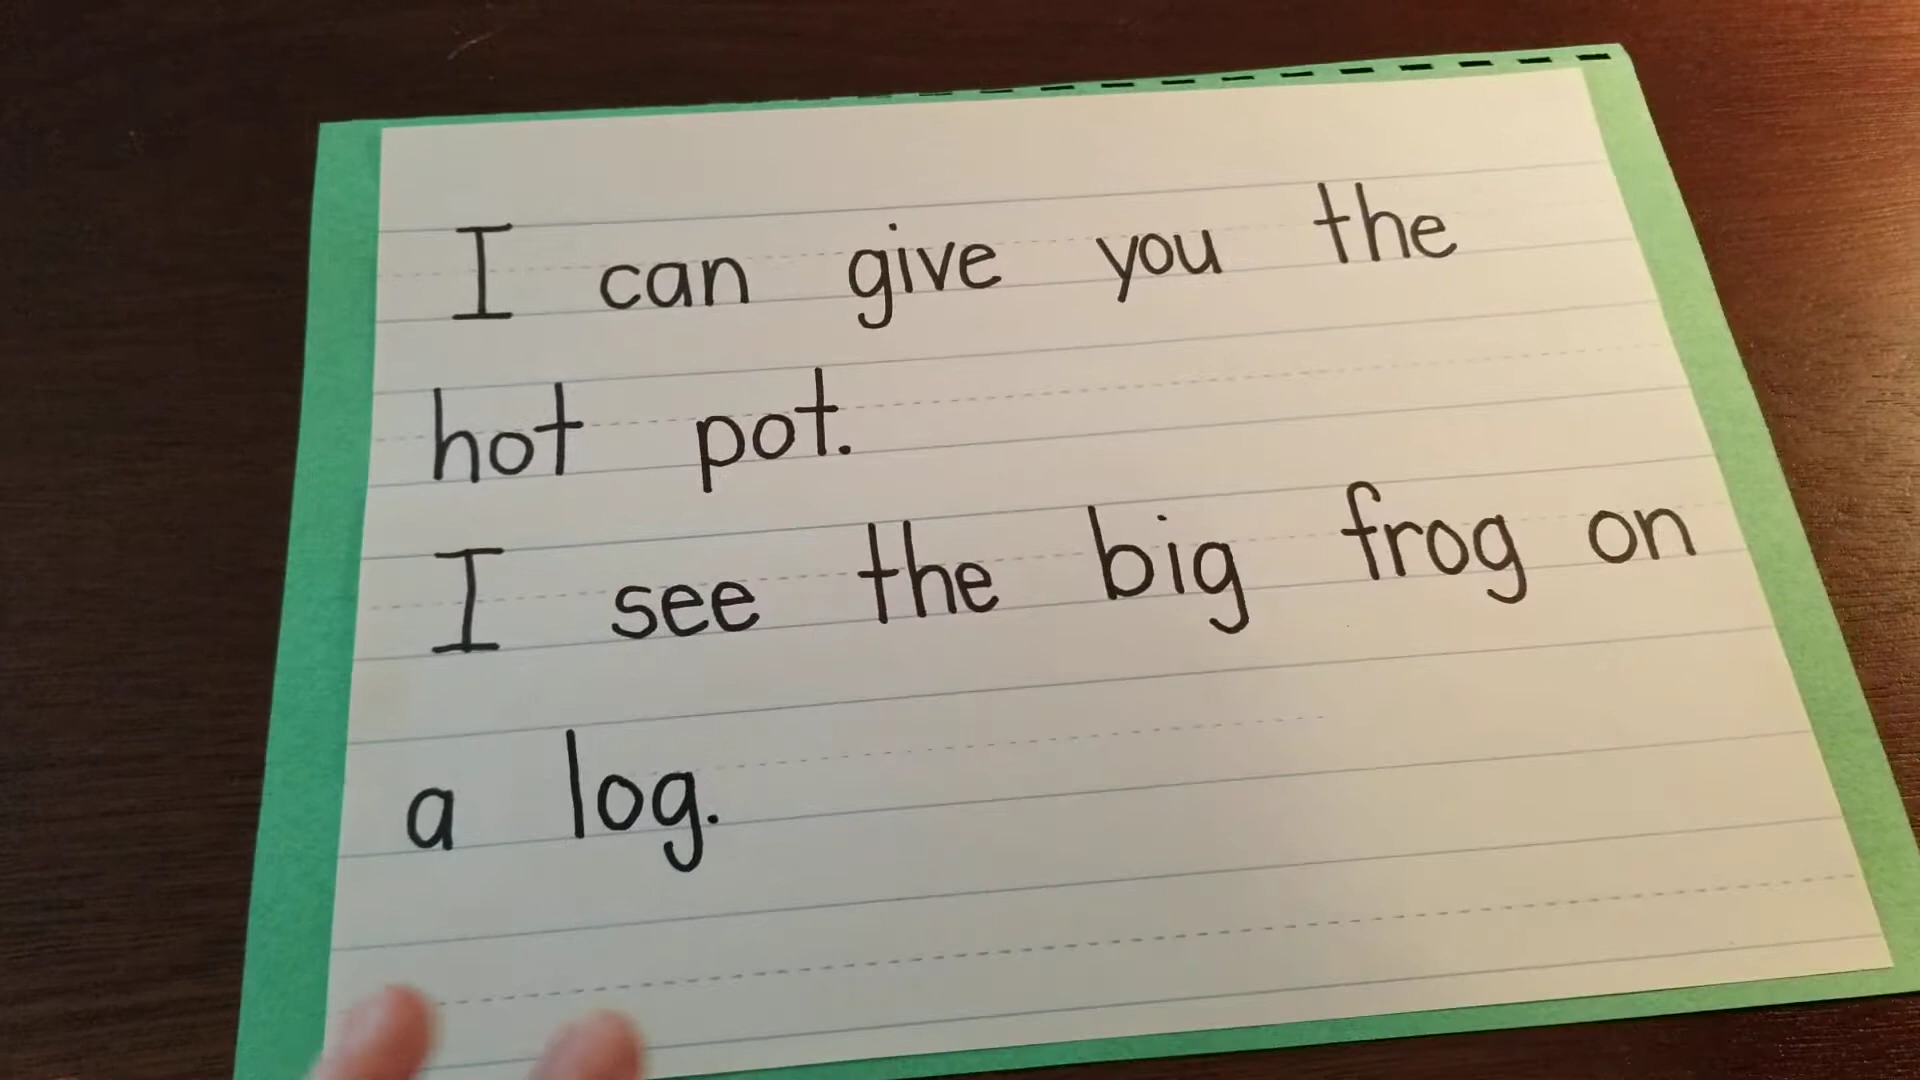 I can give you the
hot pot.
I see the big frog on
a log.